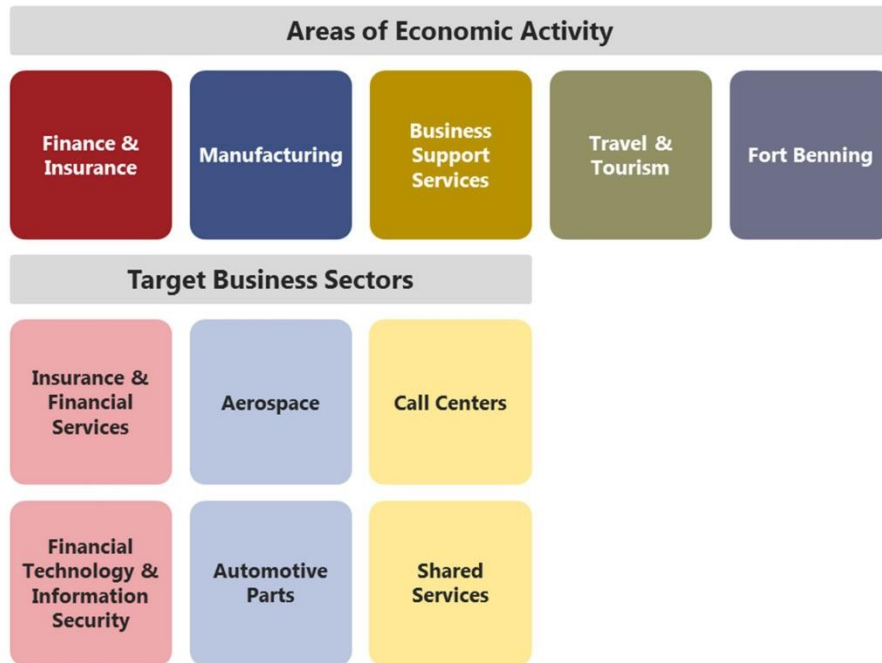 Areas of Economic Activity
Finance &
Insurance
Manufacturing
Business
Support
Services
Travel &
Tourism
Fort Benning
Target Business Sectors
Insurance &
Financial
Services
Aerospace
Call Centers
Financial
Technology &
Information
Security
Automotive
Parts
Shared
Services